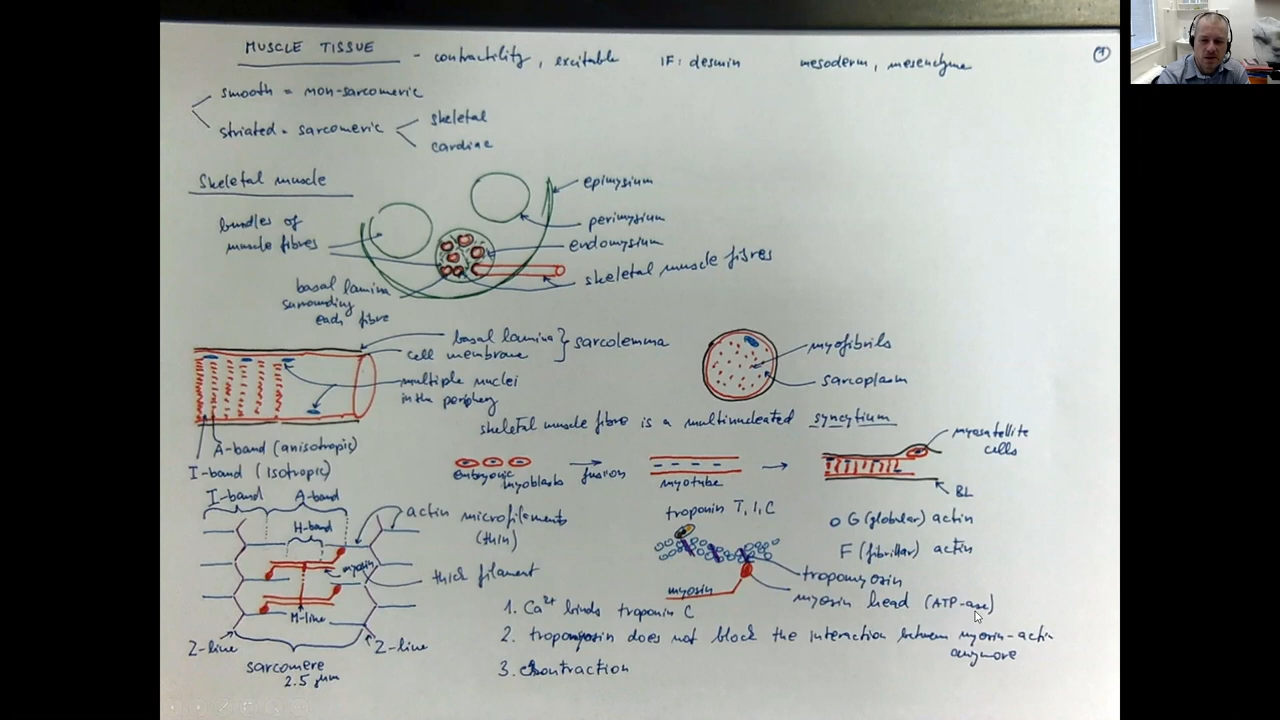 MUSCLE TISSUE - contractility, excitable IF: desmin mesoderm, mesenchyme 1
smooth = non-sarcomeric
striated = sarcomeric
skeletal
cardiac
Skeletal muscle
epimysium
bundles of
muscle fibres
perimysium
endomysium
skeletal muscle fibres
basal lamina
surrounding
each fibre
basal lamina
cell membrane
} sarcolemma
multiple nuclei
in the periphery
myofibrils
sarcoplasm
skeletal muscle fibre is a multinucleated syncytium
A-band (anisotropic)
I-band (isotropic)
embryonic
myoblasts
fusion
myotube
myosatellite
cells
BL
I-band A-band
H-band
actin microfilaments
(thin)
myosin
thick filament
M-line
Z-line
Z-line
sarcomere
2.5 µm
troponin T, I, C
G (globular) actin
F (fibrillar) actin
tropomyosin
myosin
myosin head (ATP-ase)
1. Ca2+ binds troponin C
2. tropomyosin does not block the interaction between myosin-actin
anymore
3. contraction